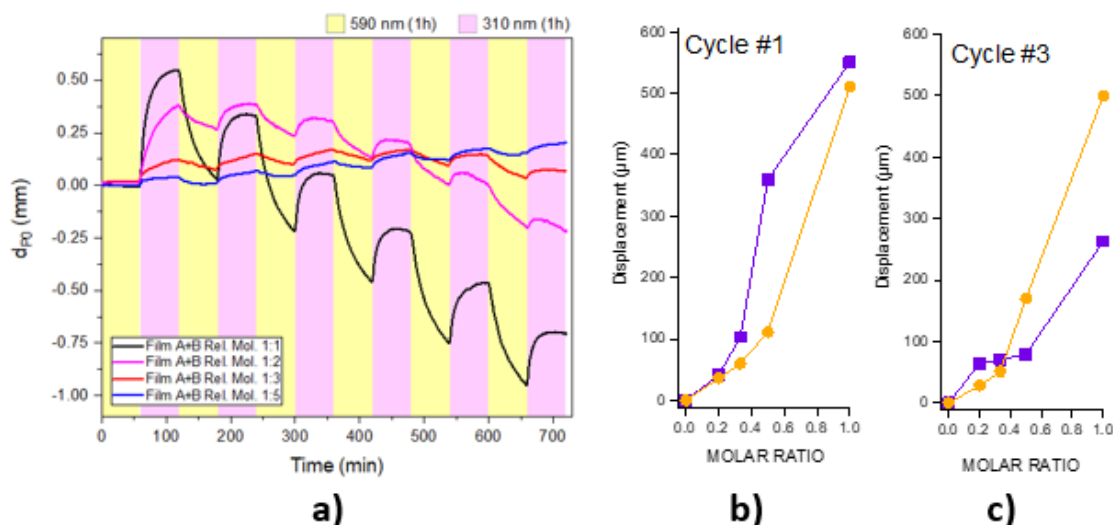 590 nm (1h) 310 nm (1h)
0.50
0.25
0.00
-0.25
-0.50
-0.75
-1.00
d_P0 (mm)
Film A+B Rel. Mol. 1:1
Film A+B Rel. Mol. 1:2
Film A+B Rel. Mol. 1:3
Film A+B Rel. Mol. 1:5
0 100 200 300 400 500 600 700
Time (min)
a)
Cycle #1
600
500
400
300
200
100
0
Displacement (µm)
0.0 0.2 0.4 0.6 0.8 1.0
MOLAR RATIO
b)
Cycle #3
600
500
400
300
200
100
0
Displacement (µm)
0.0 0.2 0.4 0.6 0.8 1.0
MOLAR RATIO
c)